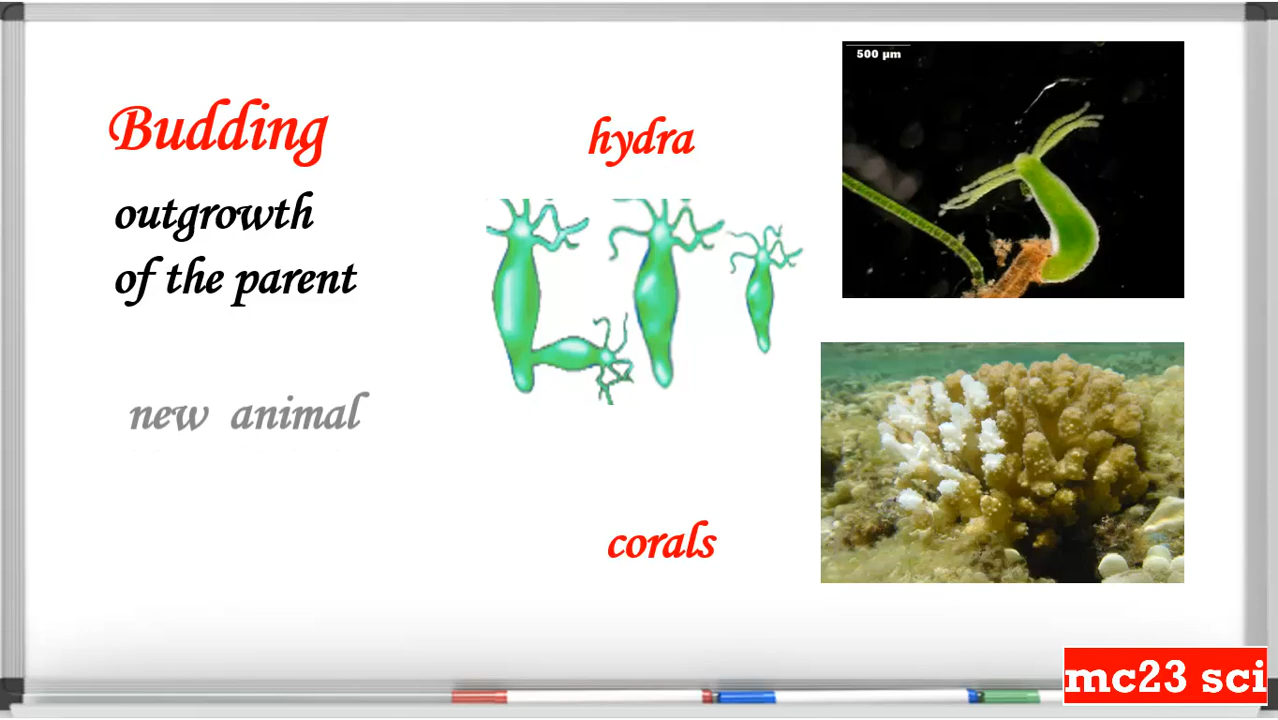 Budding
outgrowth
of the parent
new animal
hydra
corals
500 µm
mc23 sci